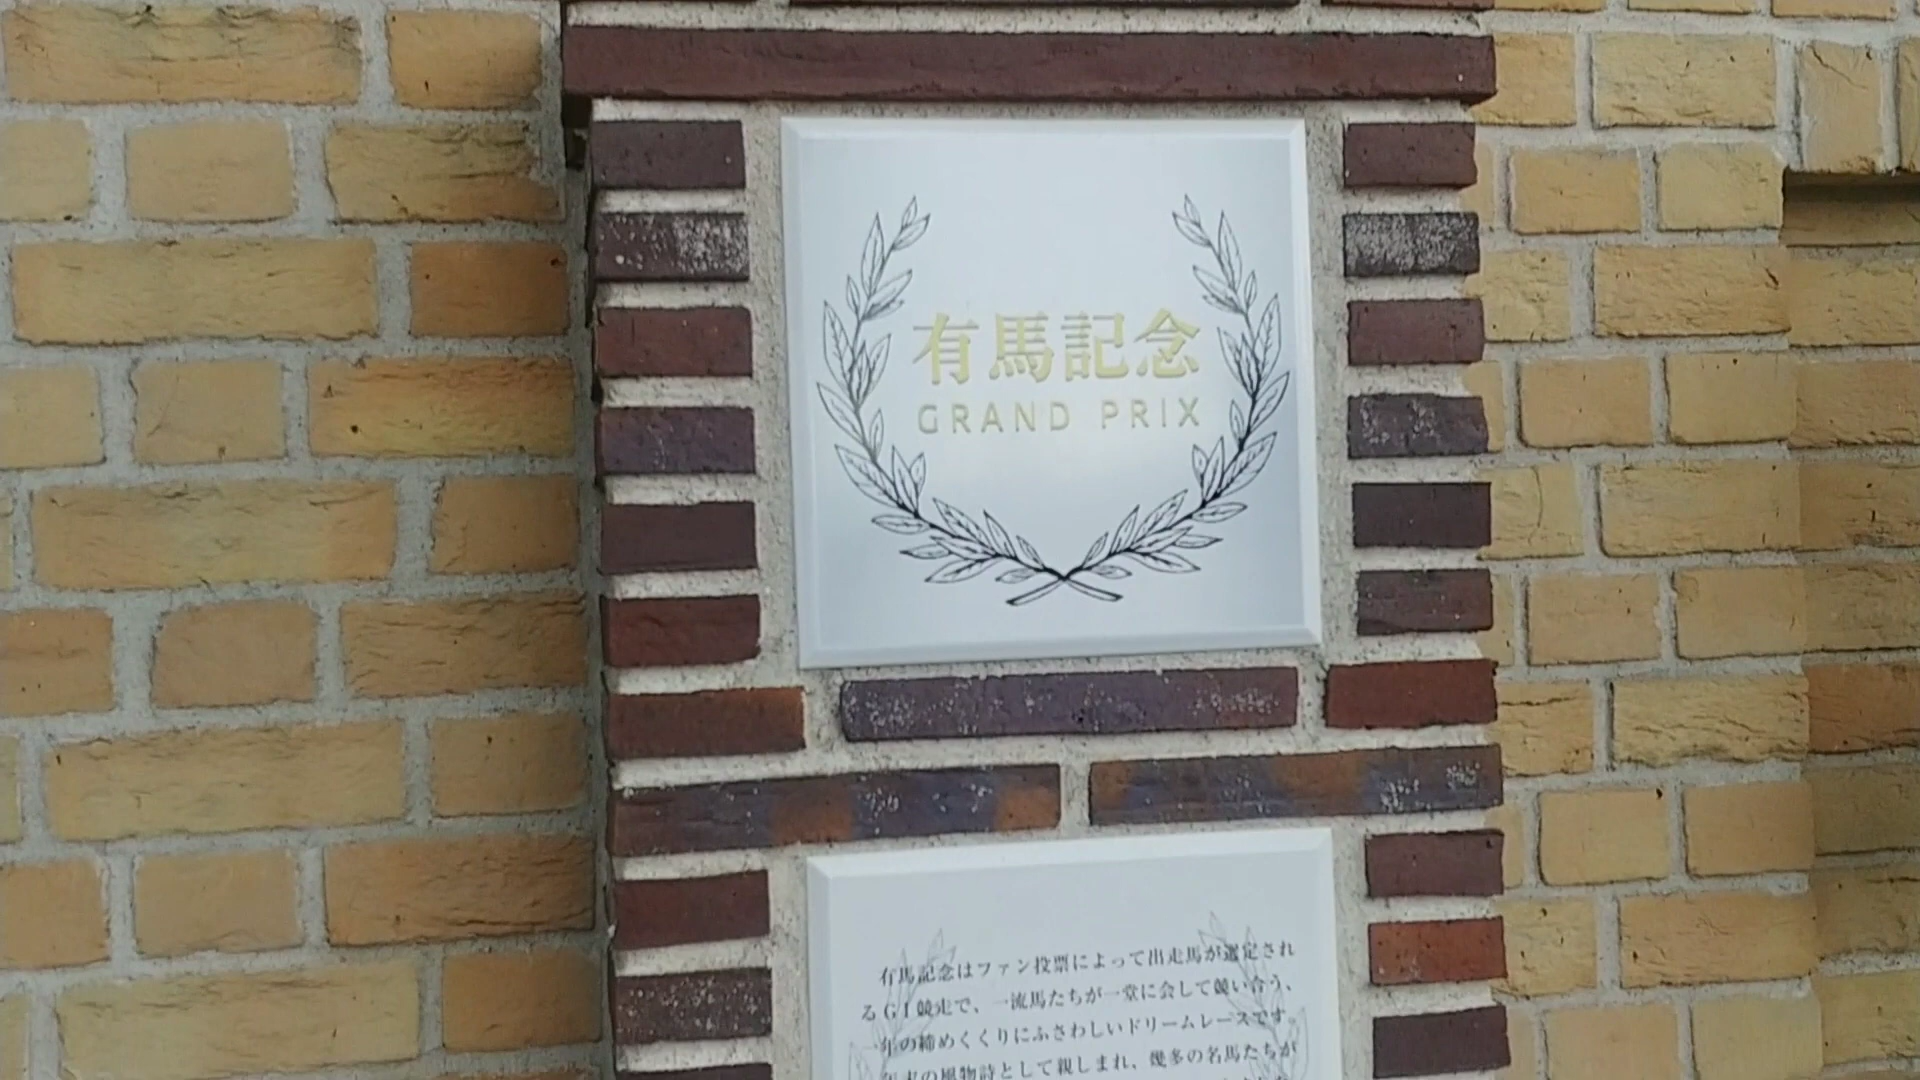 有馬記念
GRAND PRIX
有馬記念はファン投票によって出走馬が選定され
るGⅠ競走で、一流馬たちが一堂に会して競い合う、
一年の締めくくりにふさわしいドリームレースです。
年末の風物詩として親しまれ、幾多の名馬たちが